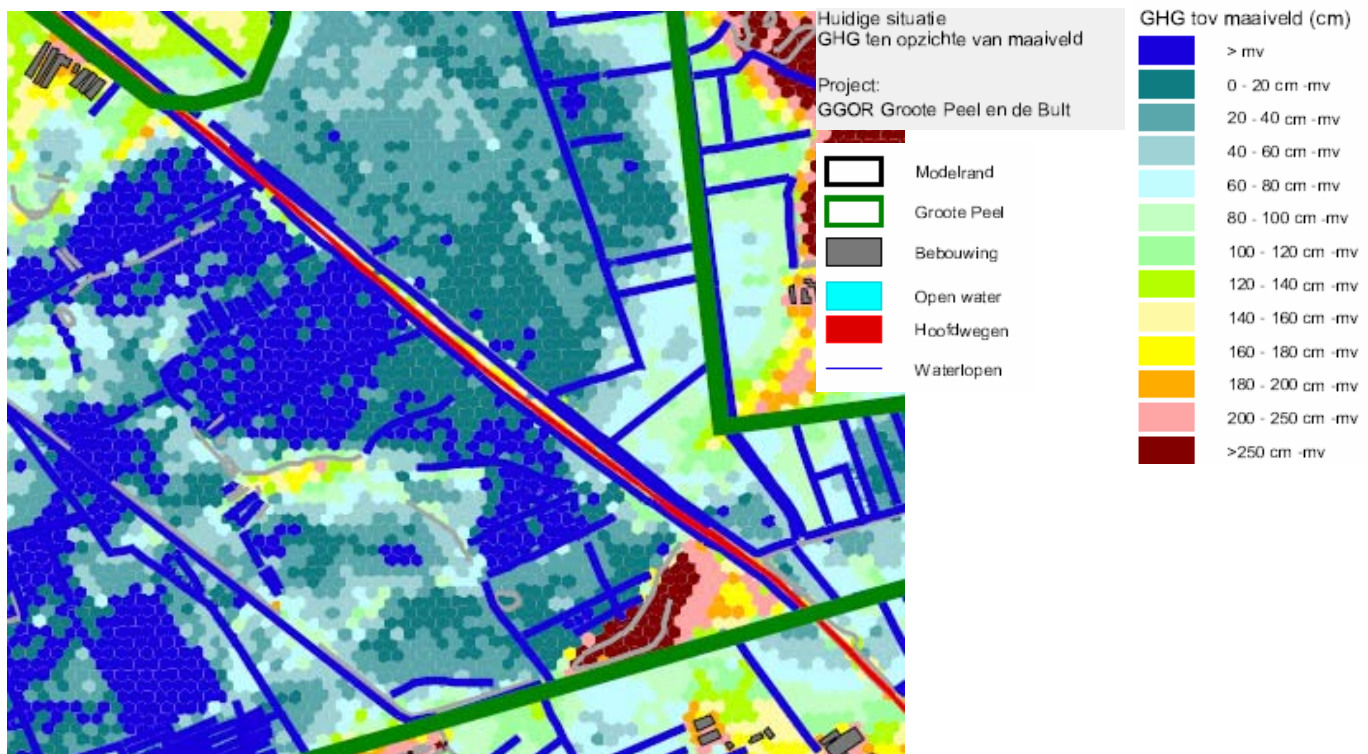 Huidige situatie
GHG ten opzichte van maaiveld
Project:
GGOR Groote Peel en de Bult
Modelrand
Groote Peel
Bebouwing
Open water
Hoofdwegen
Waterlopen
GHG tov maaiveld (cm)
> mv
0 - 20 cm -mv
20 - 40 cm -mv
40 - 60 cm -mv
60 - 80 cm -mv
80 - 100 cm -mv
100 - 120 cm -mv
120 - 140 cm -mv
140 - 160 cm -mv
160 - 180 cm -mv
180 - 200 cm -mv
200 - 250 cm -mv
>250 cm -mv